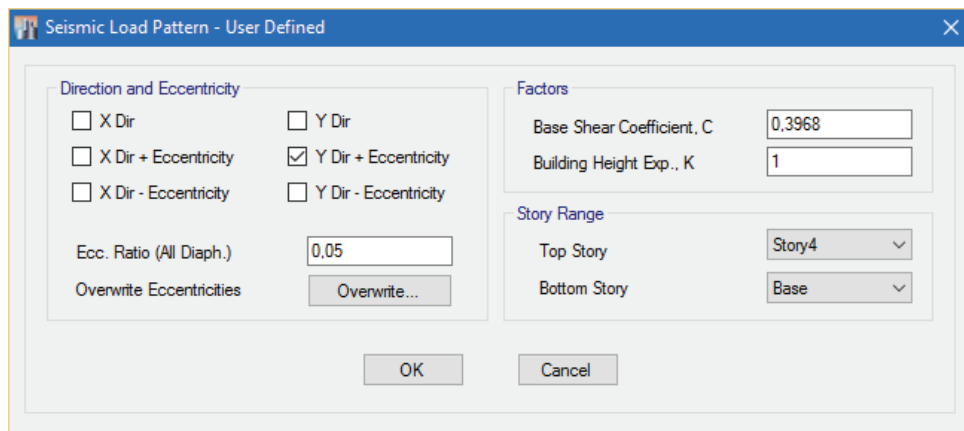 Seismic Load Pattern - User Defined
Direction and Eccentricity
X Dir
Y Dir
X Dir + Eccentricity
Y Dir + Eccentricity
X Dir - Eccentricity
Y Dir - Eccentricity
Ecc. Ratio (All Diaph.)
0,05
Overwrite Eccentricities
Overwrite...
Factors
Base Shear Coefficient, C
0,3968
Building Height Exp., K
1
Story Range
Top Story
Story4
Bottom Story
Base
OK
Cancel